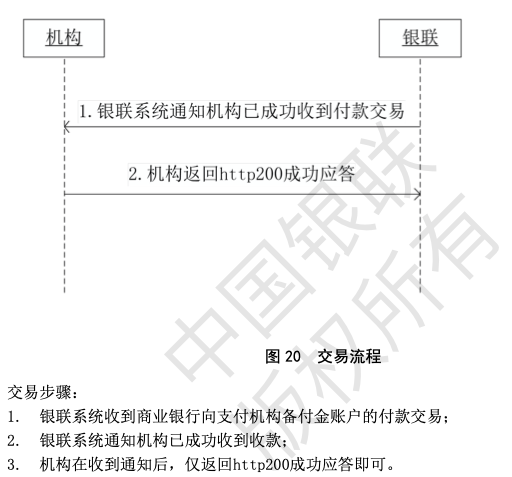 机构
银联
1.银联系统通知机构已成功收到付款交易
2.机构返回http200成功应答
图 20 交易流程
交易步骤：
1. 银联系统收到商业银行向支付机构备付金账户的付款交易；
2. 银联系统通知机构已成功收到收款；
3. 机构在收到通知后，仅返回http200成功应答即可。
中国银联
版权所有